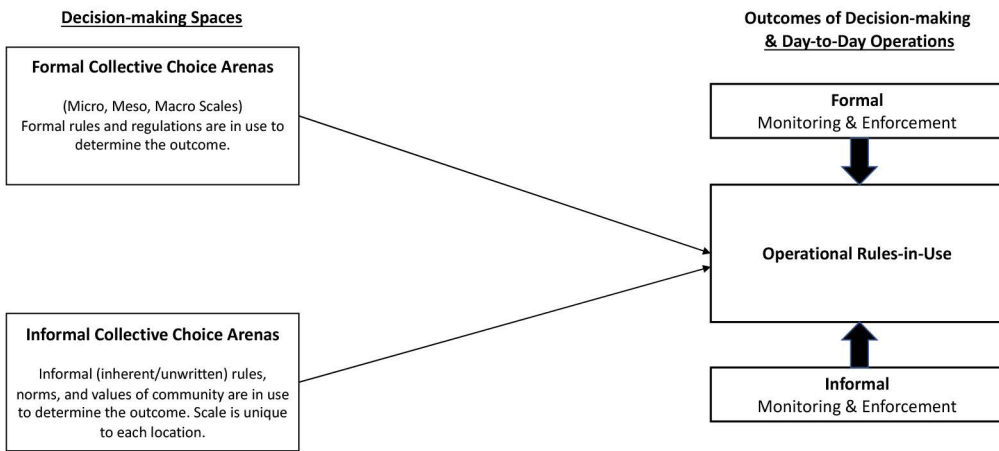 Decision-making Spaces
Formal Collective Choice Arenas
(Micro, Meso, Macro Scales)
Formal rules and regulations are in use to
determine the outcome.
Informal Collective Choice Arenas
Informal (inherent/unwritten) rules,
norms, and values of community are in use
to determine the outcome. Scale is unique
to each location.
Outcomes of Decision-making
& Day-to-Day Operations
Formal
Monitoring & Enforcement
Operational Rules-in-Use
Informal
Monitoring & Enforcement